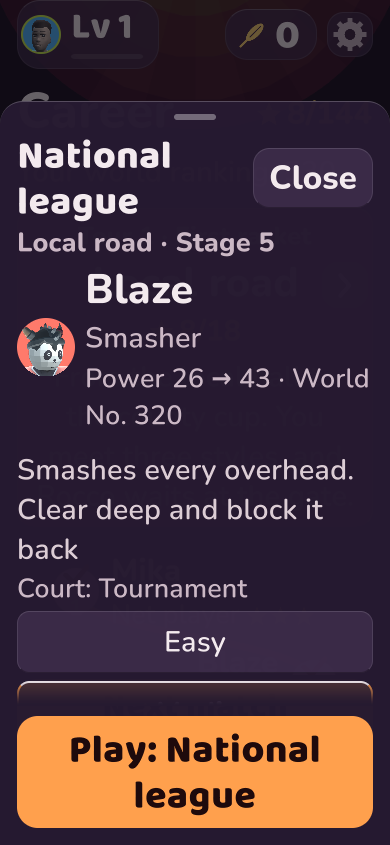 Lv 1
0
Career
National
league
Close
Local road · Stage 5
Blaze
Smasher
Power 26 → 43 · World
No. 320
Smashes every overhead.
Clear deep and block it
back
Court: Tournament
Easy
Play: National
league